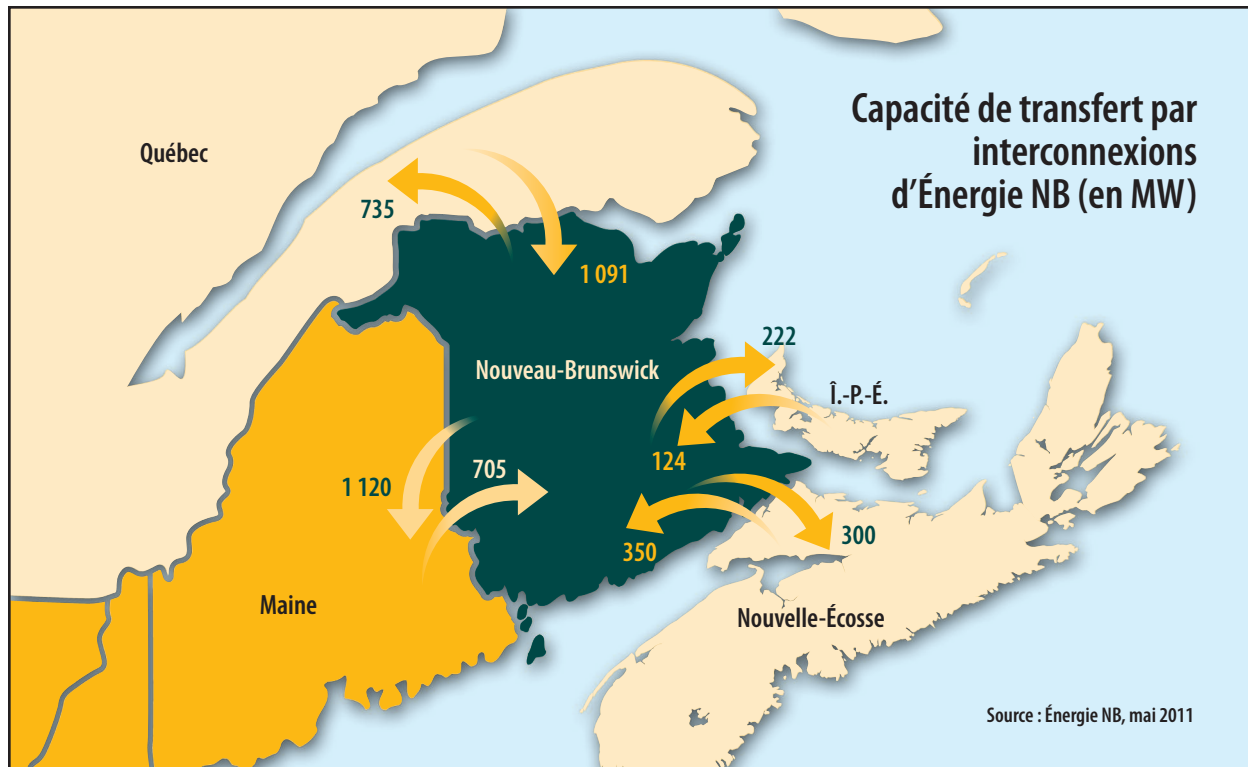 Capacité de transfert par
interconnexions
d’Énergie NB (en MW)
Québec
735
1 091
Nouveau-Brunswick
222
Î.-P.-É.
124
1 120
705
350
300
Maine
Nouvelle-Écosse
Source : Énergie NB, mai 2011